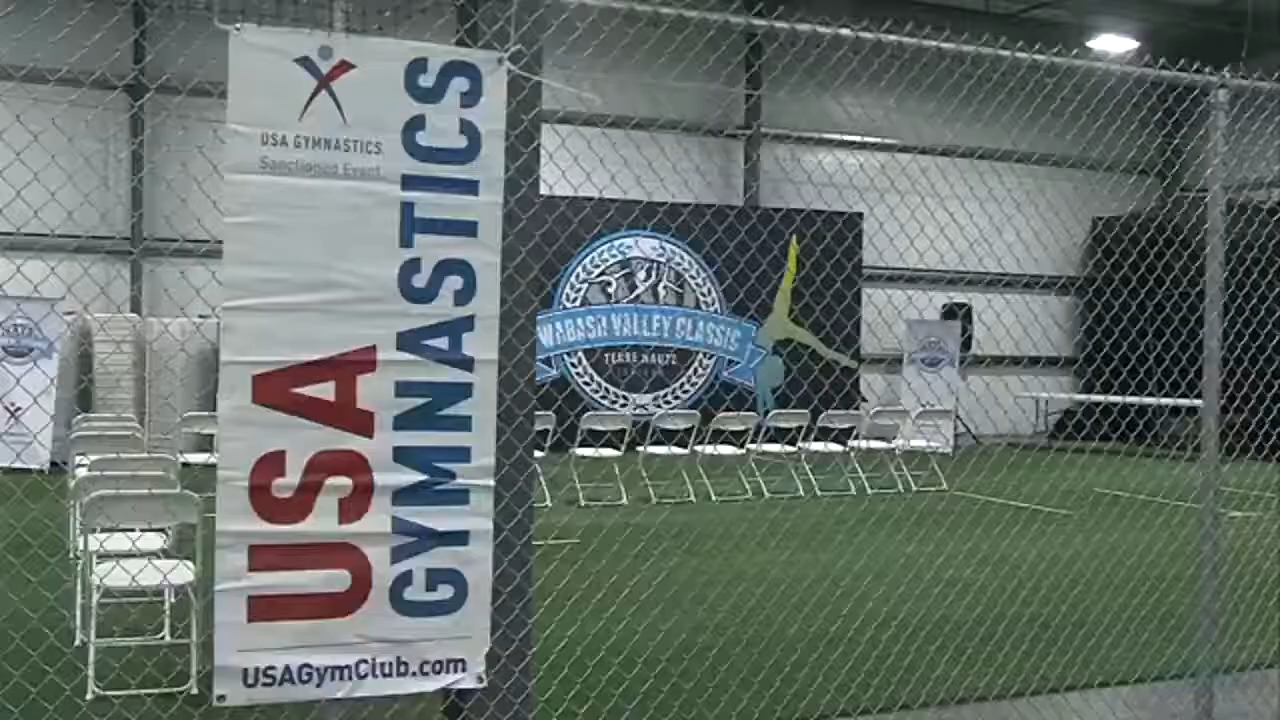 USA GYMNASTICS
Sanctioned Event
USA
GYMNASTICS
USAGymClub.com
WABASH VALLEY CLASSIC
TERRE HAUTE